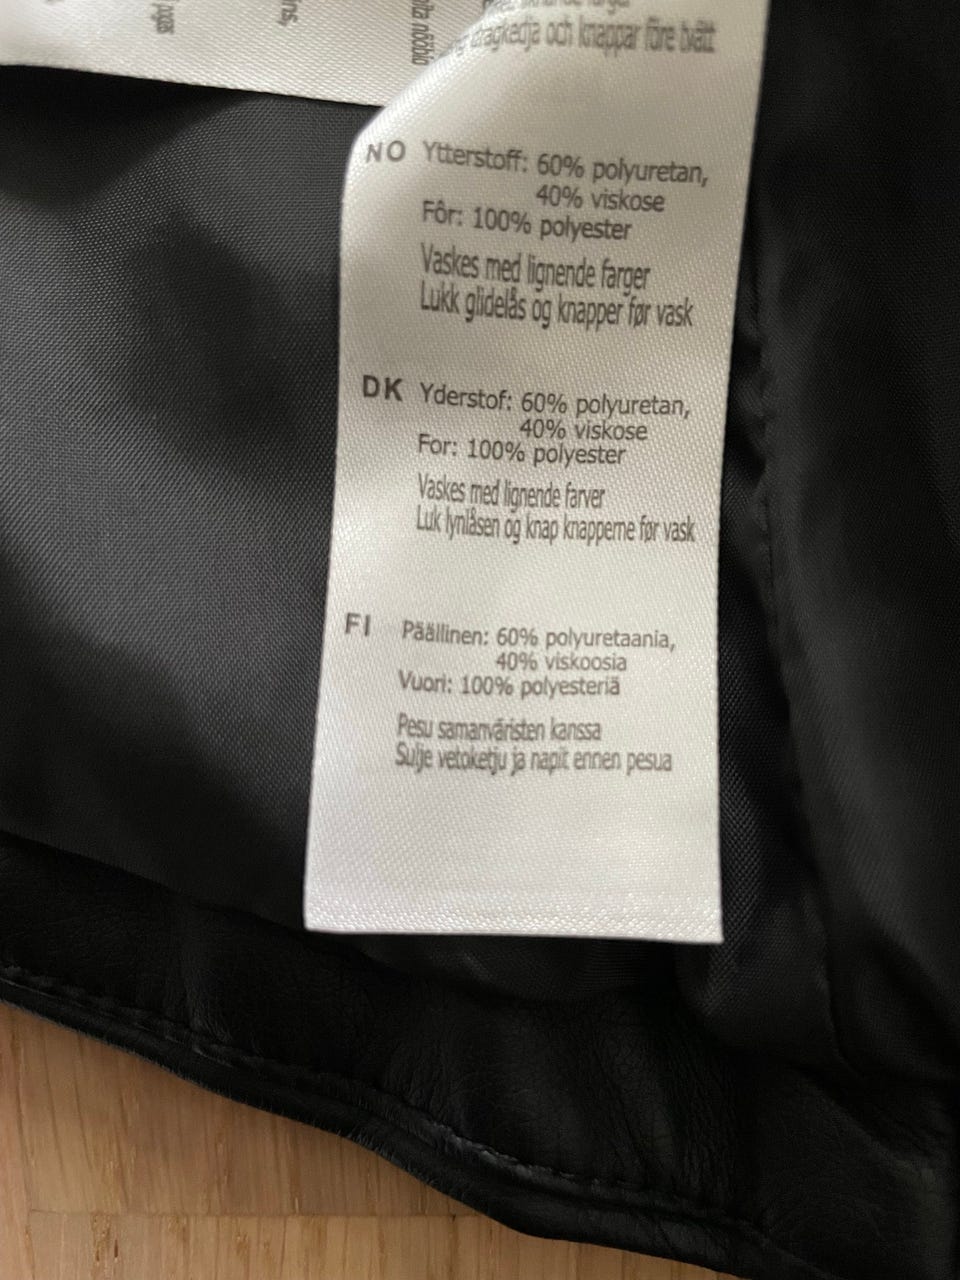 dragkedja och knappar före tvätt
NO Ytterstoff: 60% polyuretan,
40% viskose
Fôr: 100% polyester
Vaskes med lignende farger
Lukk glidelås og knapper før vask
DK Yderstof: 60% polyuretan,
40% viskose
For: 100% polyester
Vaskes med lignende farver
Luk lynlåsen og knap knapperne før vask
FI Päällinen: 60% polyuretaania,
40% viskoosia
Vuori: 100% polyesteriä
Pesu samanväristen kanssa
Sulje vetoketju ja napit ennen pesua